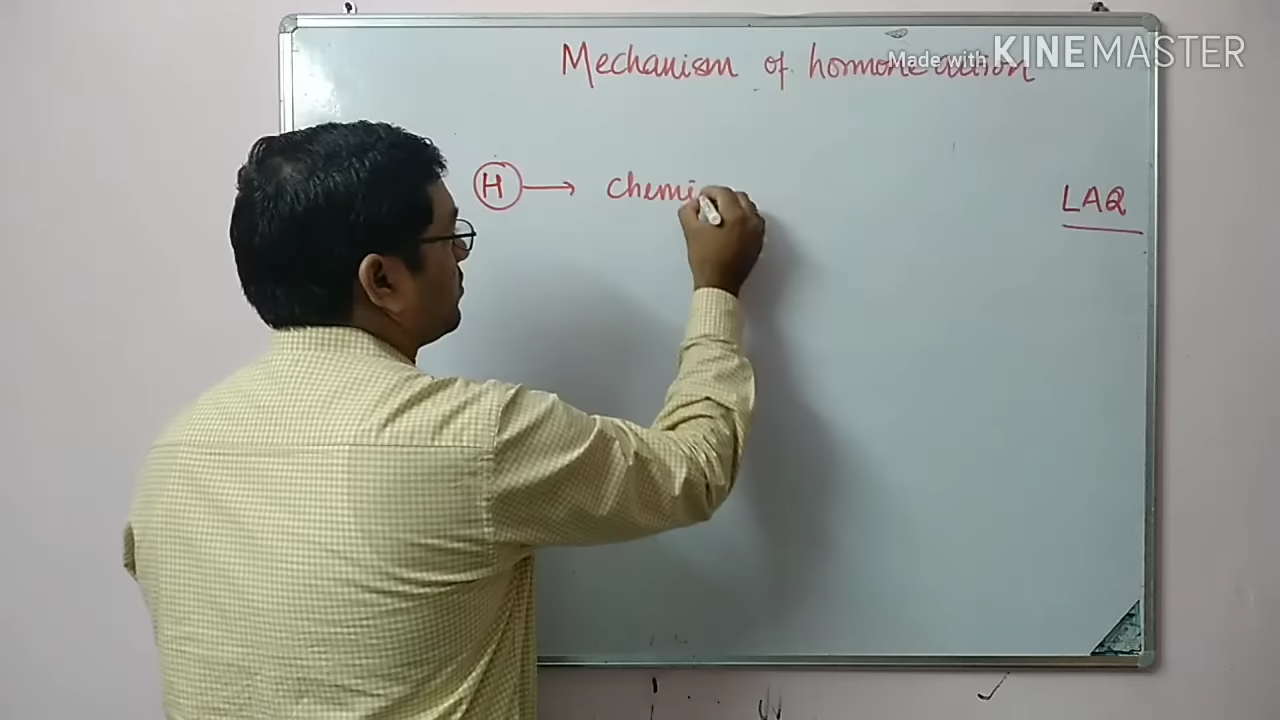 Mechanism of hormone action
Made with KINEMASTER
H → Chemi
LAQ